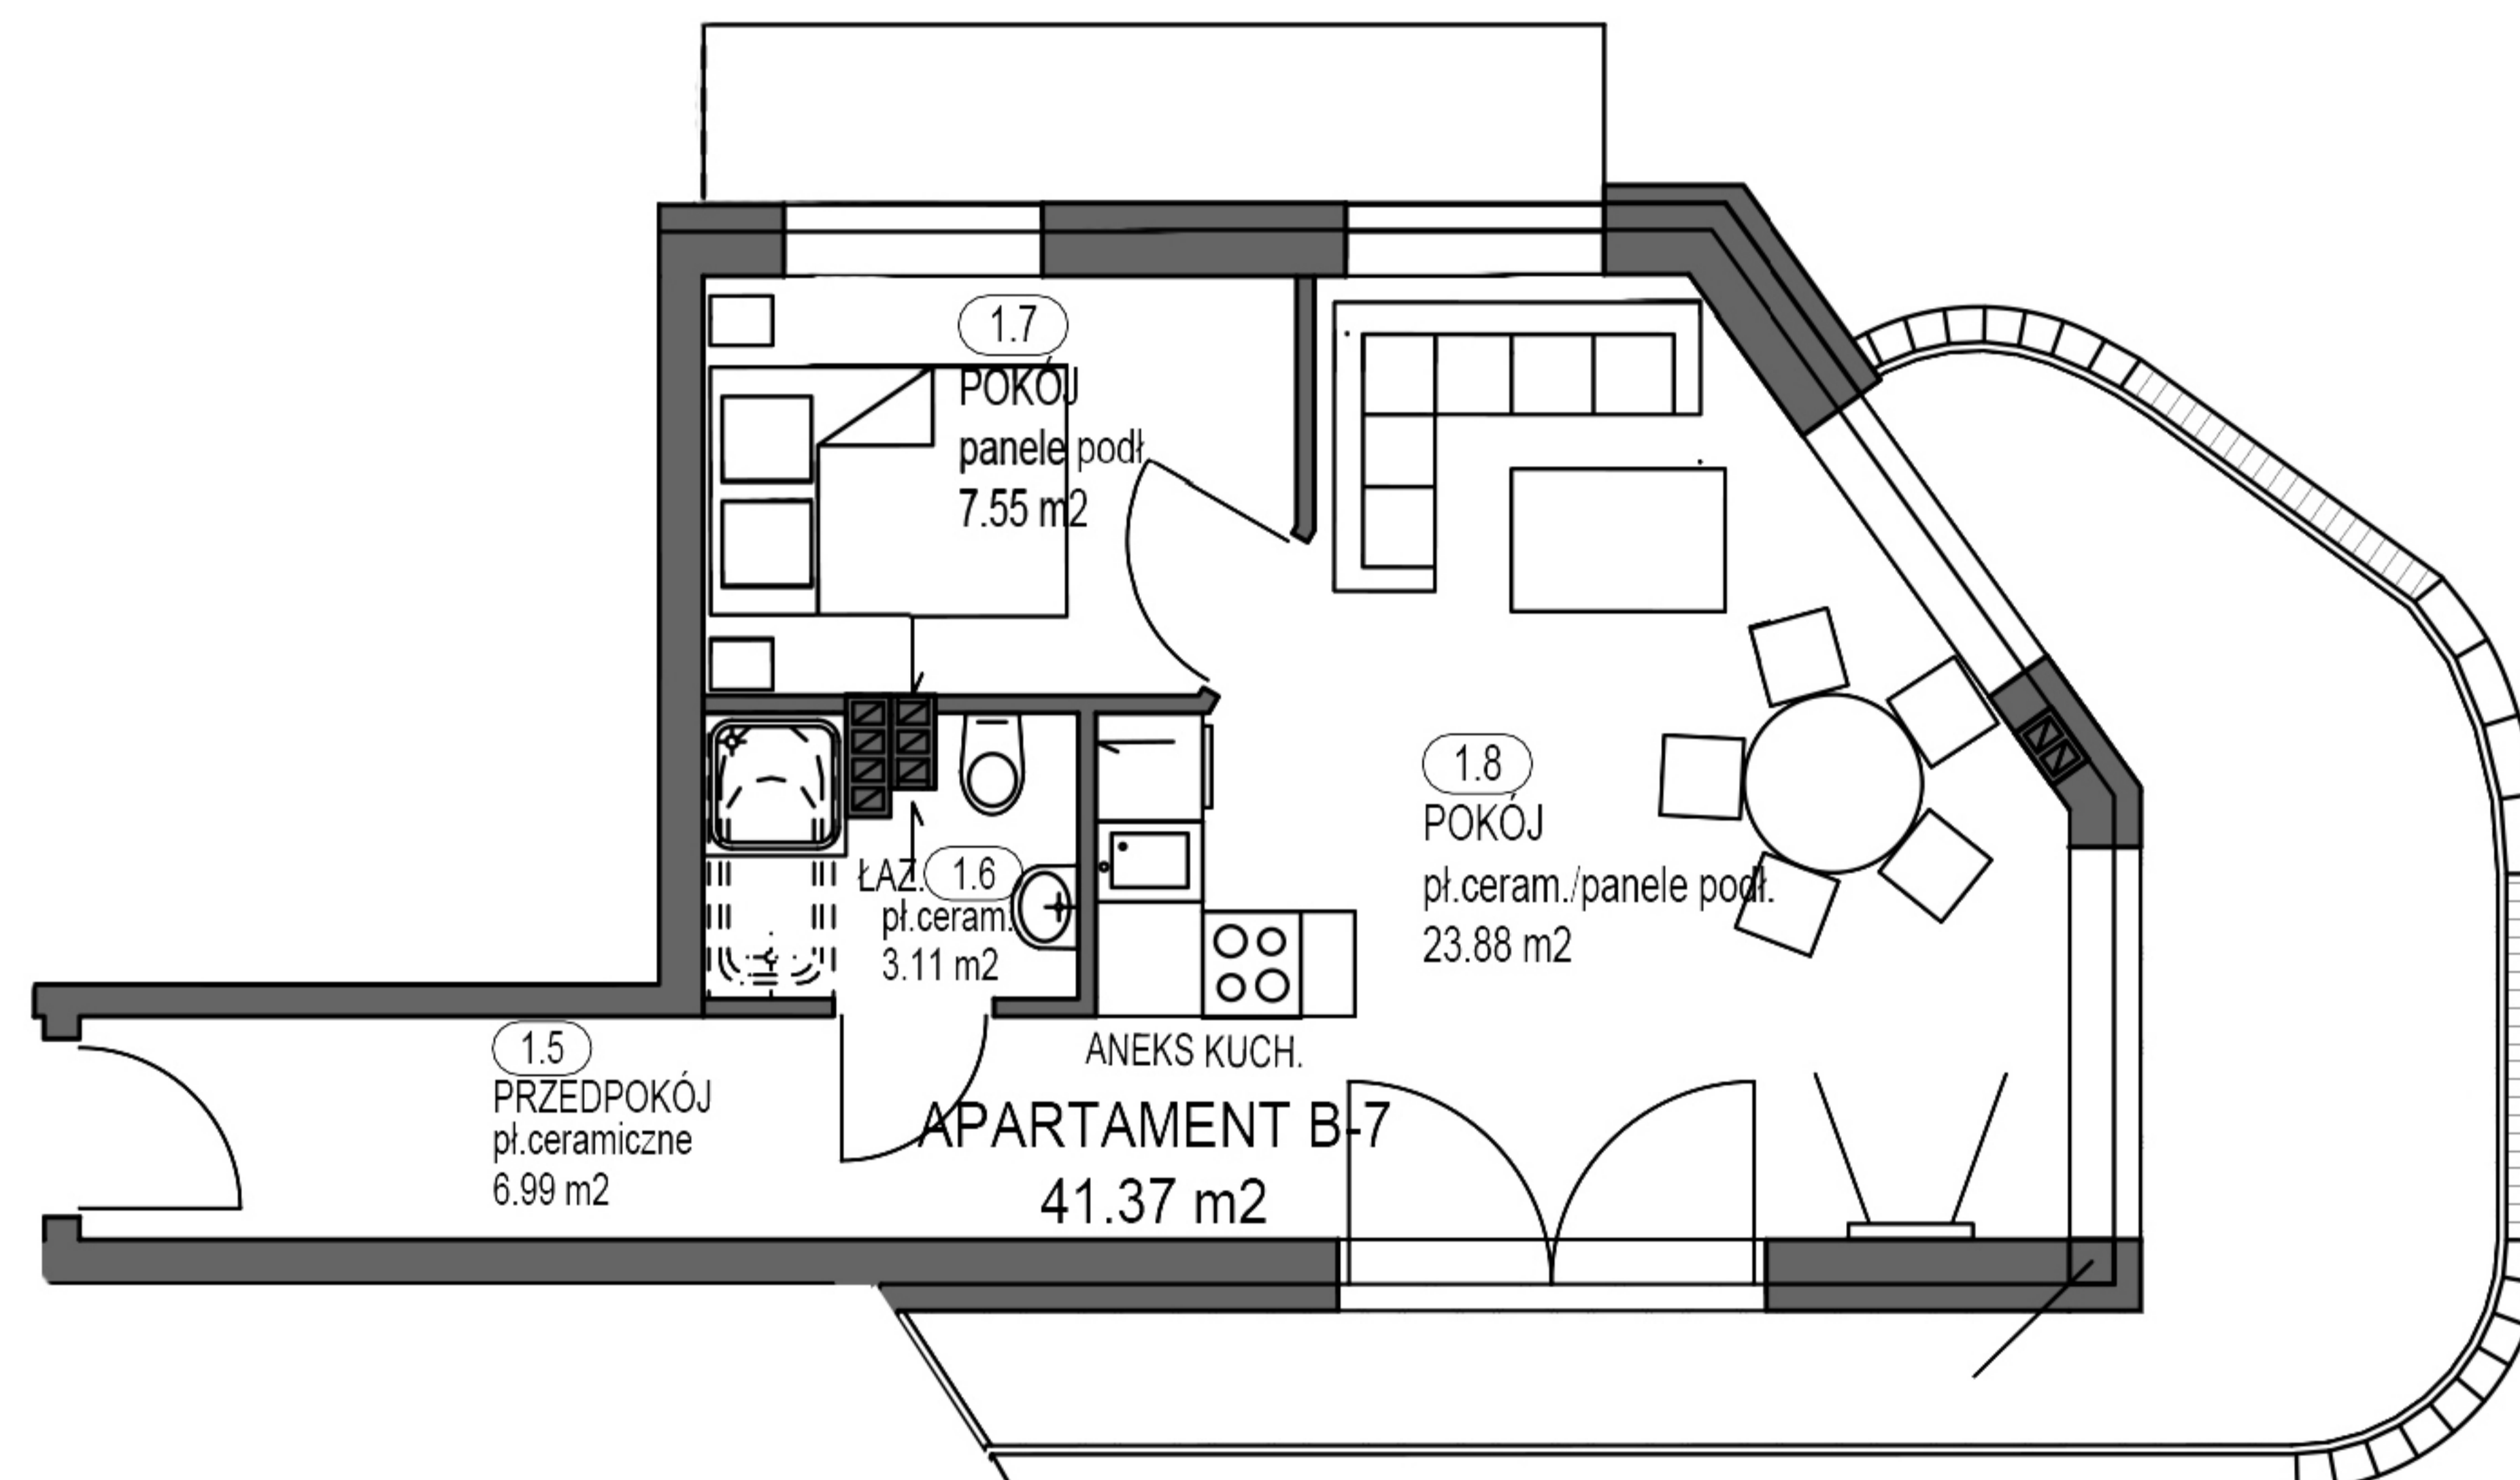 1.7
POKÓJ
panele podł.
7.55 m2
1.8
POKÓJ
pł.ceram./panele podł.
23.88 m2
ŁAZ. 1.6
pł.ceram.
3.11 m2
1.5
PRZEDPOKÓJ
pł.ceramiczne
6.99 m2
ANEKS KUCH.
APARTAMENT B-7
41.37 m2